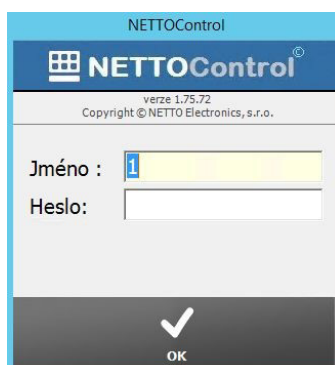 NETTOControl
NETTOControl©
verze 1.75.72
Copyright © NETTO Electronics, s.r.o.
Jméno : 1
Heslo:
OK